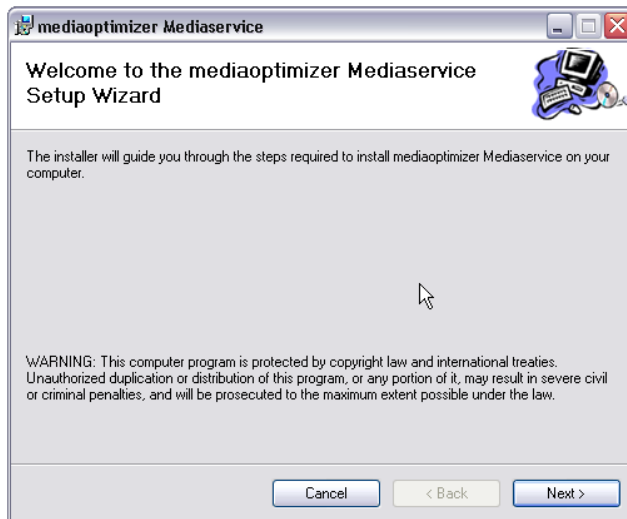 mediaoptimizer Mediaservice
Welcome to the mediaoptimizer Mediaservice
Setup Wizard
The installer will guide you through the steps required to install mediaoptimizer Mediaservice on your
computer.
WARNING: This computer program is protected by copyright law and international treaties.
Unauthorized duplication or distribution of this program, or any portion of it, may result in severe civil
or criminal penalties, and will be prosecuted to the maximum extent possible under the law.
Cancel
< Back
Next >